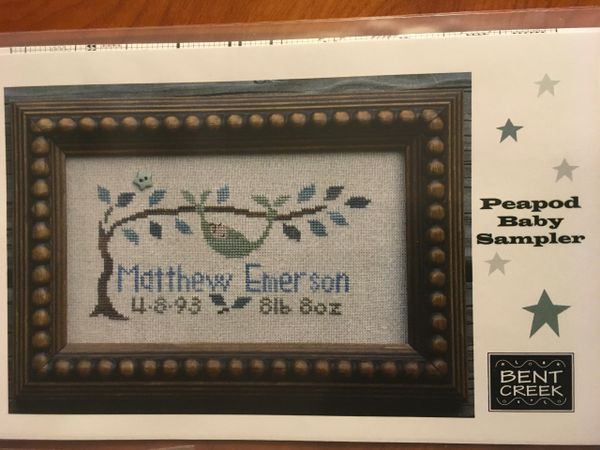 Matthew Emerson
4-8-93 8lb 8oz
Peapod
Baby
Sampler
BENT
CREEK